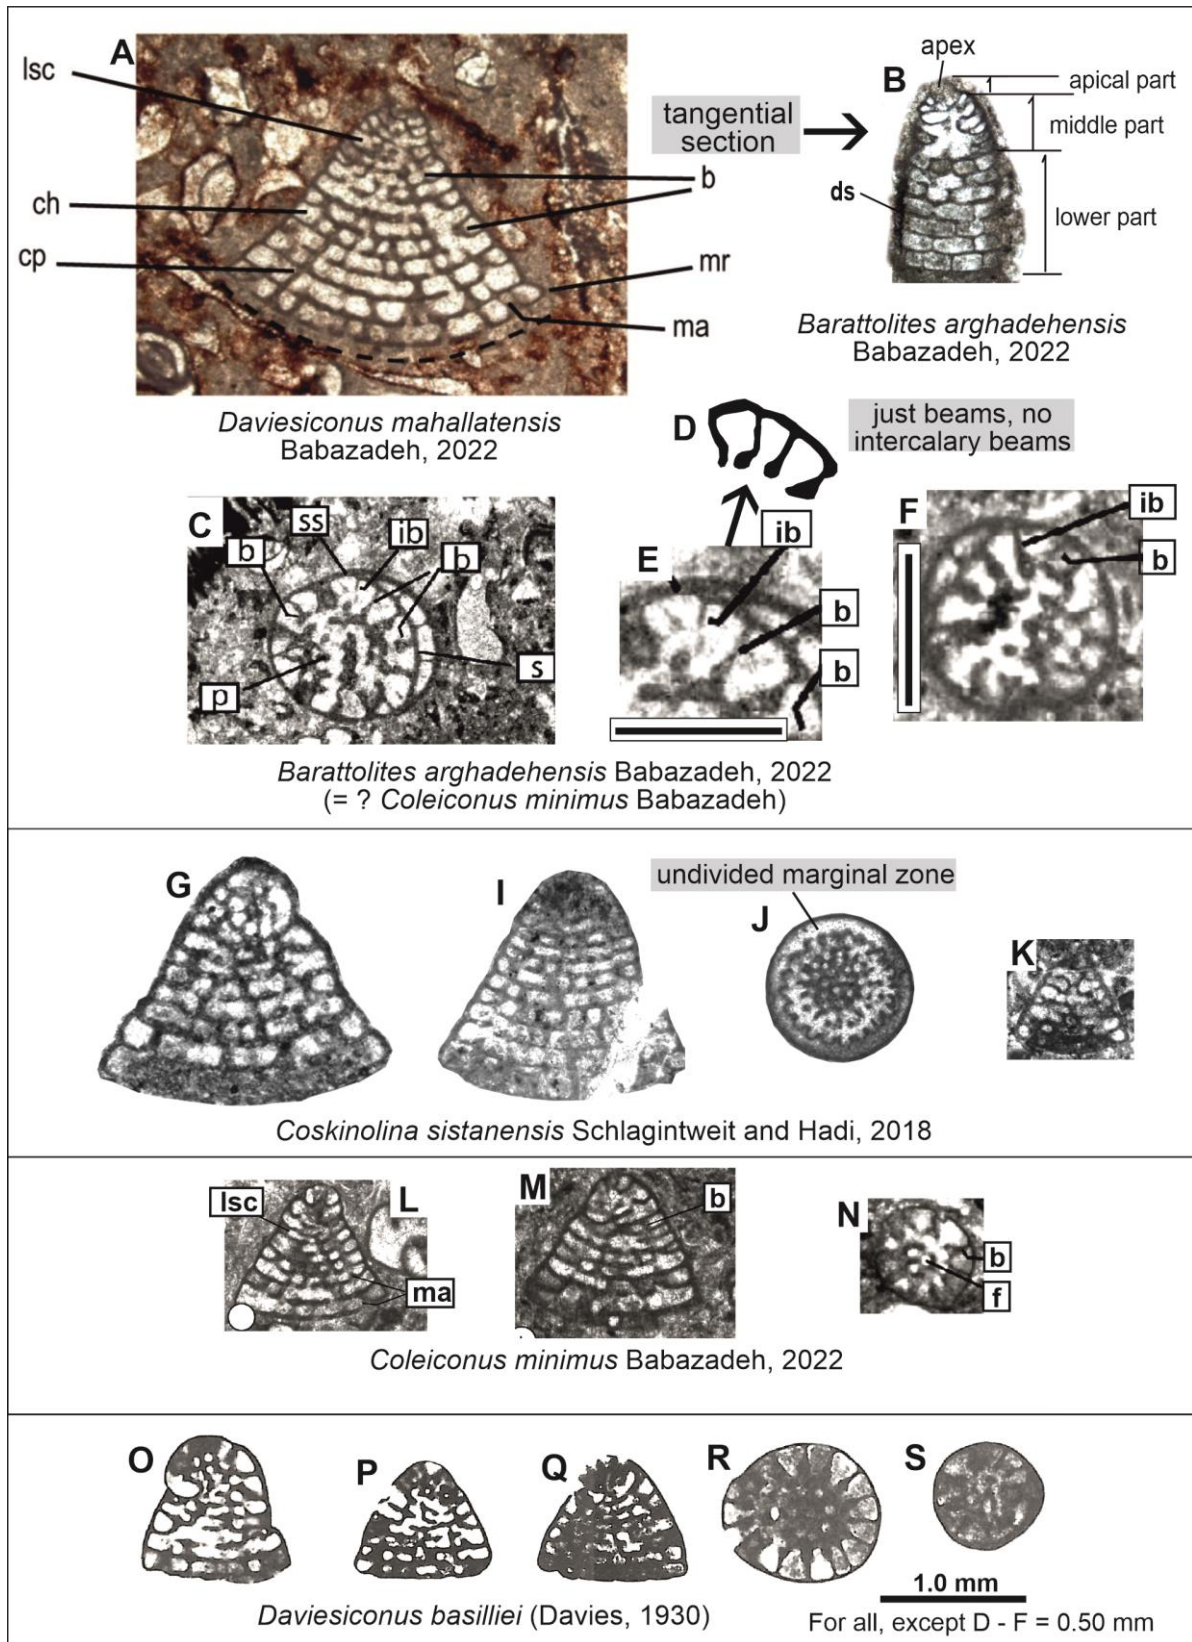 A
lsc
ch
cp
b
mr
ma
tangential
section
B
apex
apical part
middle part
ds
lower part
Daviesiconus mahallatensis
Babazadeh, 2022
Barattolites arghadehensis
Babazadeh, 2022
D
just beams, no
intercalary beams
C
b
ss
ib
b
s
p
E
ib
b
b
F
ib
b
Barattolites arghadehensis Babazadeh, 2022
(= ? Coleiconus minimus Babazadeh)
G
I
undivided marginal zone
J
K
Coskinolina sistanensis Schlagintweit and Hadi, 2018
lsc
L
ma
M
b
N
b
f
Coleiconus minimus Babazadeh, 2022
O
P
Q
R
S
Daviesiconus basilliei (Davies, 1930)
1.0 mm
For all, except D - F = 0.50 mm